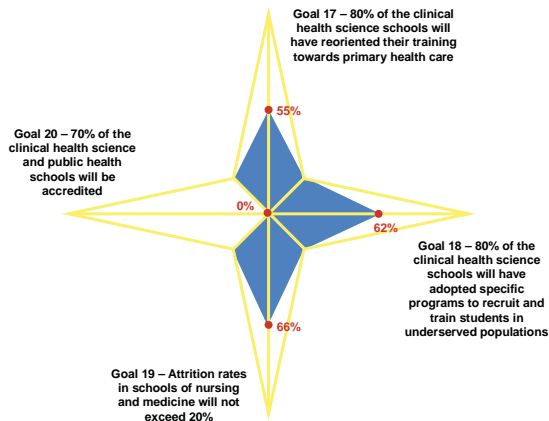 Goal 17 – 80% of the clinical
health science schools will
have reoriented their training
towards primary health care
55%
Goal 20 – 70% of the
clinical health science
and public health
schools will be
accredited
0%
62%
Goal 18 – 80% of the
clinical health science
schools will have
adopted specific
programs to recruit and
train students in
underserved populations
66%
Goal 19 – Attrition rates
in schools of nursing
and medicine will not
exceed 20%